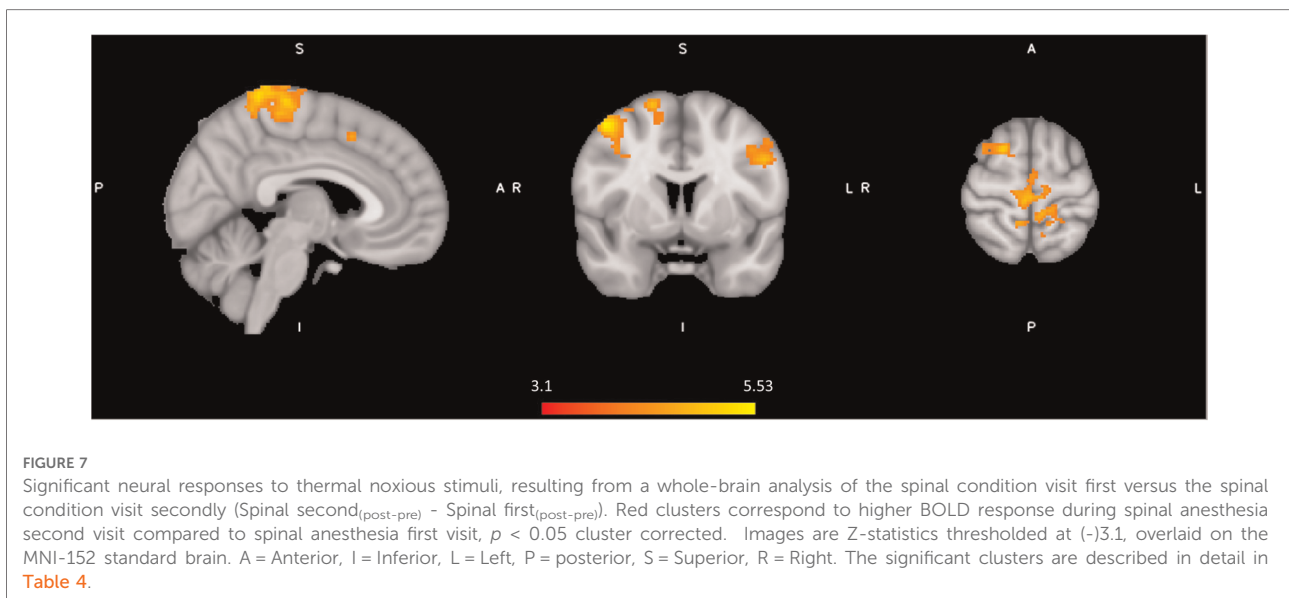 S S A
P A R L R L
I I P
3.1 5.53
FIGURE 7
Significant neural responses to thermal noxious stimuli, resulting from a whole-brain analysis of the spinal condition visit first versus the spinal
condition visit secondly (Spinal second(post-pre) - Spinal first(post-pre)). Red clusters correspond to higher BOLD response during spinal anesthesia
second visit compared to spinal anesthesia first visit, p < 0.05 cluster corrected. Images are Z-statistics thresholded at (-)3.1, overlaid on the
MNI-152 standard brain. A = Anterior, I = Inferior, L = Left, P = posterior, S = Superior, R = Right. The significant clusters are described in detail in
Table 4.